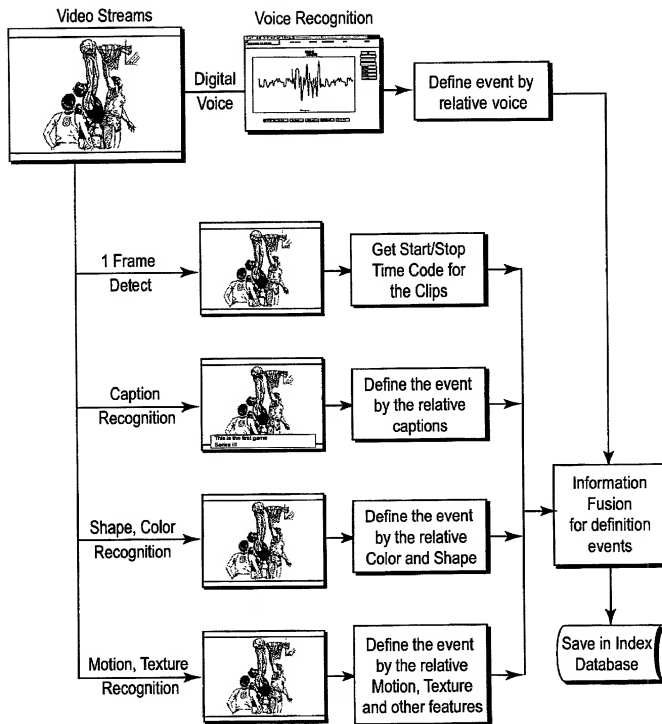 Video Streams
Voice Recognition
Digital
Voice
Define event by
relative voice
1 Frame
Detect
Get Start/Stop
Time Code for
the Clips
Caption
Recognition
This is the first game
Define the event
by the relative
captions
Shape, Color
Recognition
Define the event
by the relative
Color and Shape
Information
Fusion
for definition
events
Motion, Texture
Recognition
Define the event
by the relative
Motion, Texture
and other features
Save in Index
Database